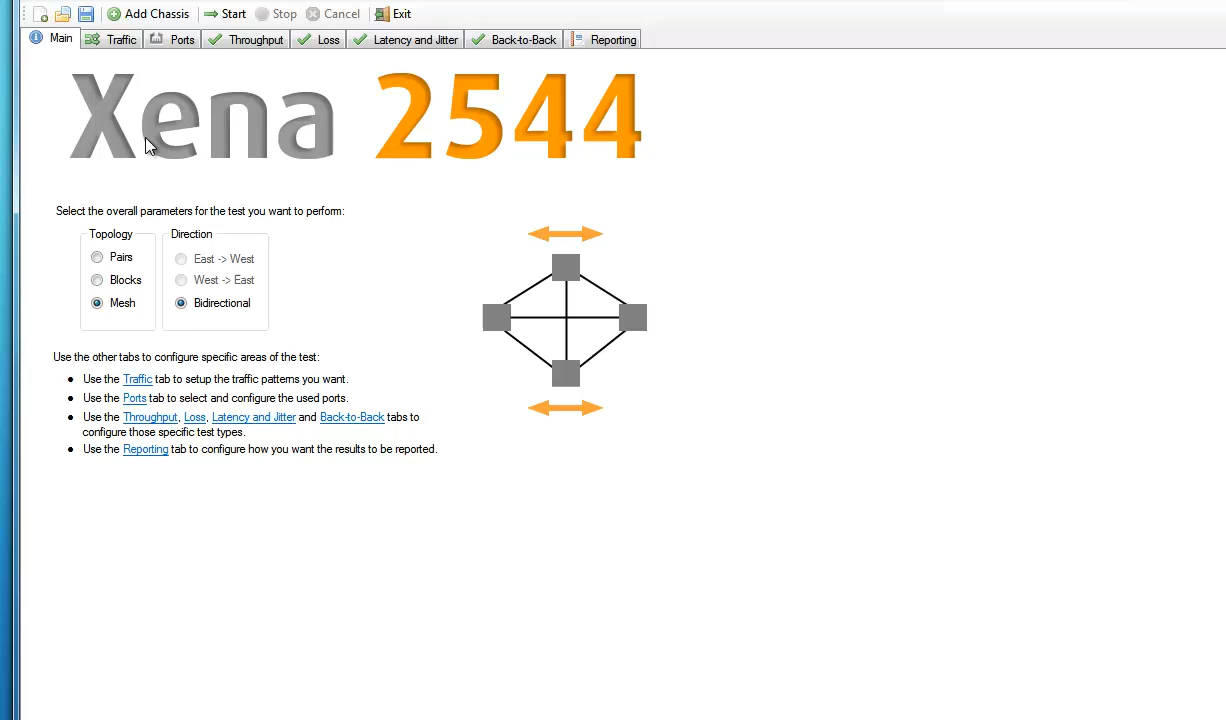 Add Chassis Start Stop Cancel Exit
Main Traffic Ports Throughput Loss Latency and Jitter Back-to-Back Reporting
Xena 2544
Select the overall parameters for the test you want to perform:
Topology Direction
Pairs East -> West
Blocks West -> East
Mesh Bidirectional
Use the other tabs to configure specific areas of the test:
● Use the Traffic tab to setup the traffic patterns you want.
● Use the Ports tab to select and configure the used ports.
● Use the Throughput, Loss, Latency and Jitter and Back-to-Back tabs to
configure those specific test types.
● Use the Reporting tab to configure how you want the results to be reported.